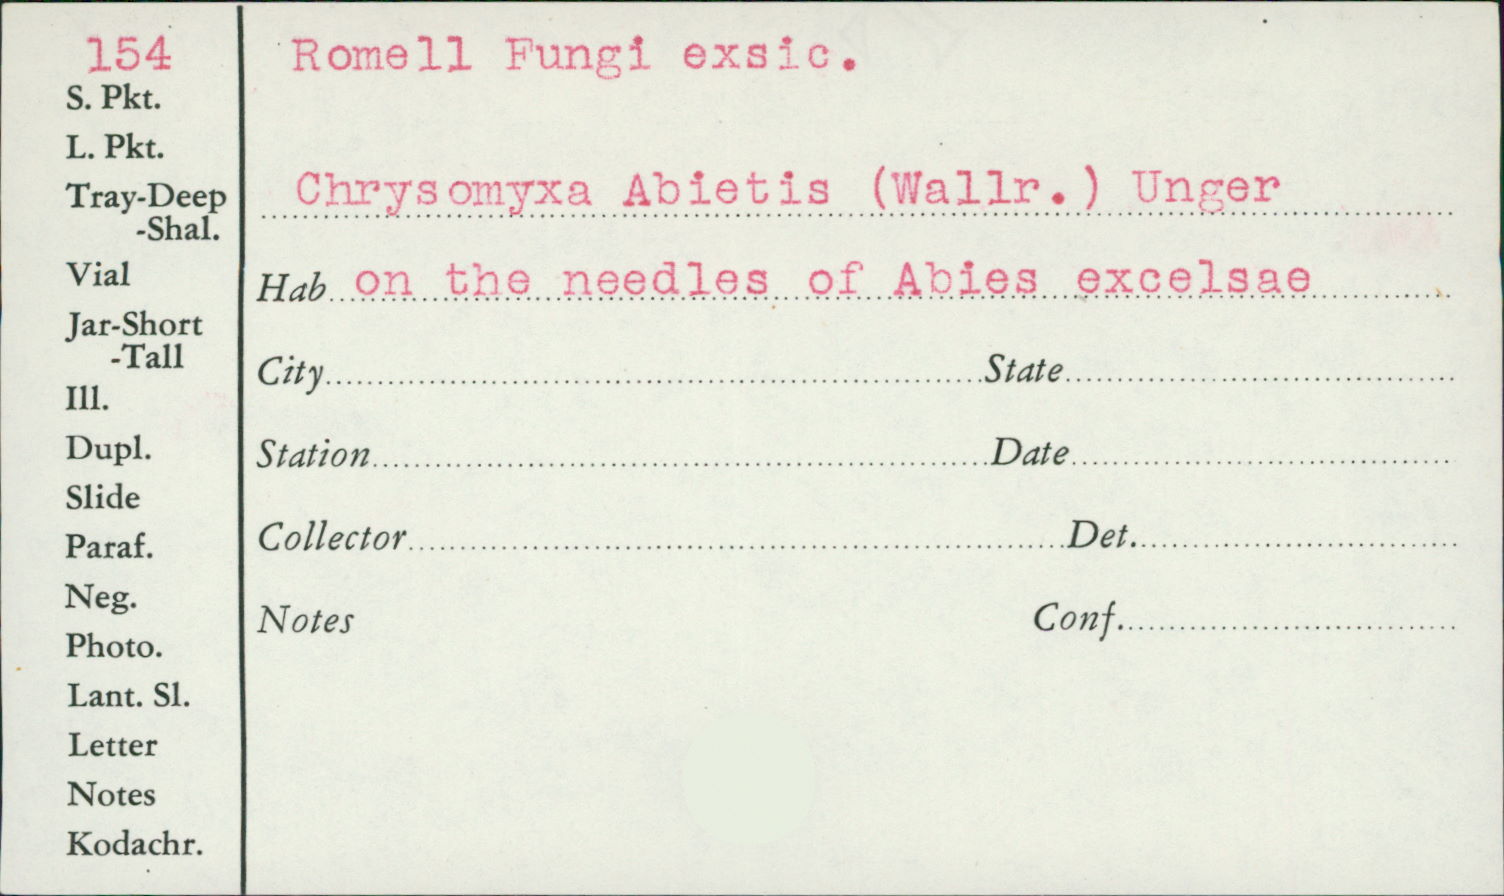 154
S. Pkt.
L. Pkt.
Tray-Deep
-Shal.
Vial
Jar-Short
-Tall
Ill.
Dupl.
Slide
Paraf.
Neg.
Photo.
Lant. Sl.
Letter
Notes
Kodachr.
Romell Fungi exsic.
Chrysomyxa Abietis (Wallr.) Unger
Hab on the needles of Abies excelsae
City State
Station Date
Collector Det.
Notes Conf.